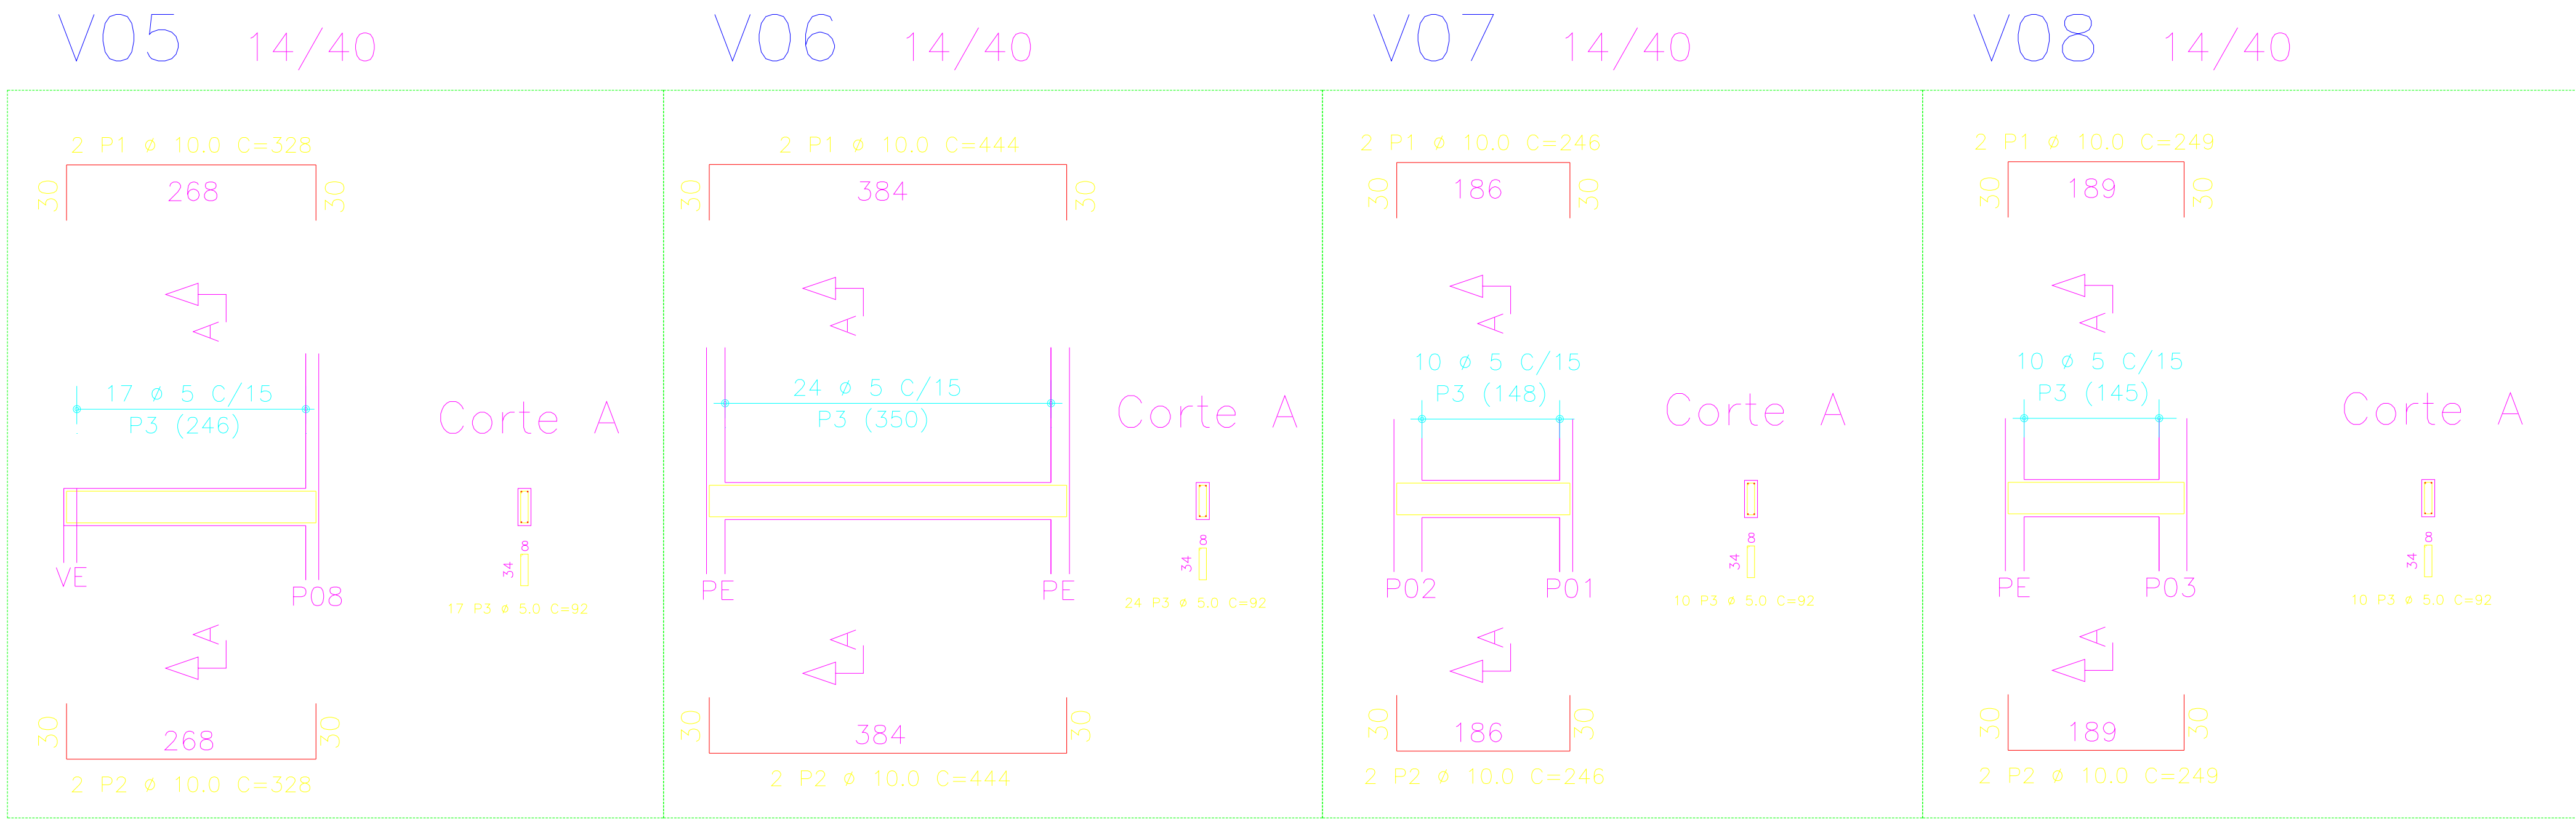 V05 14/40
2 P1 ø 10.0 C=328
30
268
30
A
17 ø 5 C/15
P3 (246)
Corte A
VE
P08
8
34
17 P3 ø 5.0 C=92
A
30
268
30
2 P2 ø 10.0 C=328
V06 14/40
2 P1 ø 10.0 C=444
30
384
30
A
24 ø 5 C/15
P3 (350)
Corte A
PE
PE
8
34
24 P3 ø 5.0 C=92
A
30
384
30
2 P2 ø 10.0 C=444
V07 14/40
2 P1 ø 10.0 C=246
30
186
30
A
10 ø 5 C/15
P3 (148)
Corte A
P02
P01
8
34
10 P3 ø 5.0 C=92
A
30
186
30
2 P2 ø 10.0 C=246
V08 14/40
2 P1 ø 10.0 C=249
30
189
30
A
10 ø 5 C/15
P3 (145)
Corte A
PE
P03
8
34
10 P3 ø 5.0 C=92
A
30
189
30
2 P2 ø 10.0 C=249